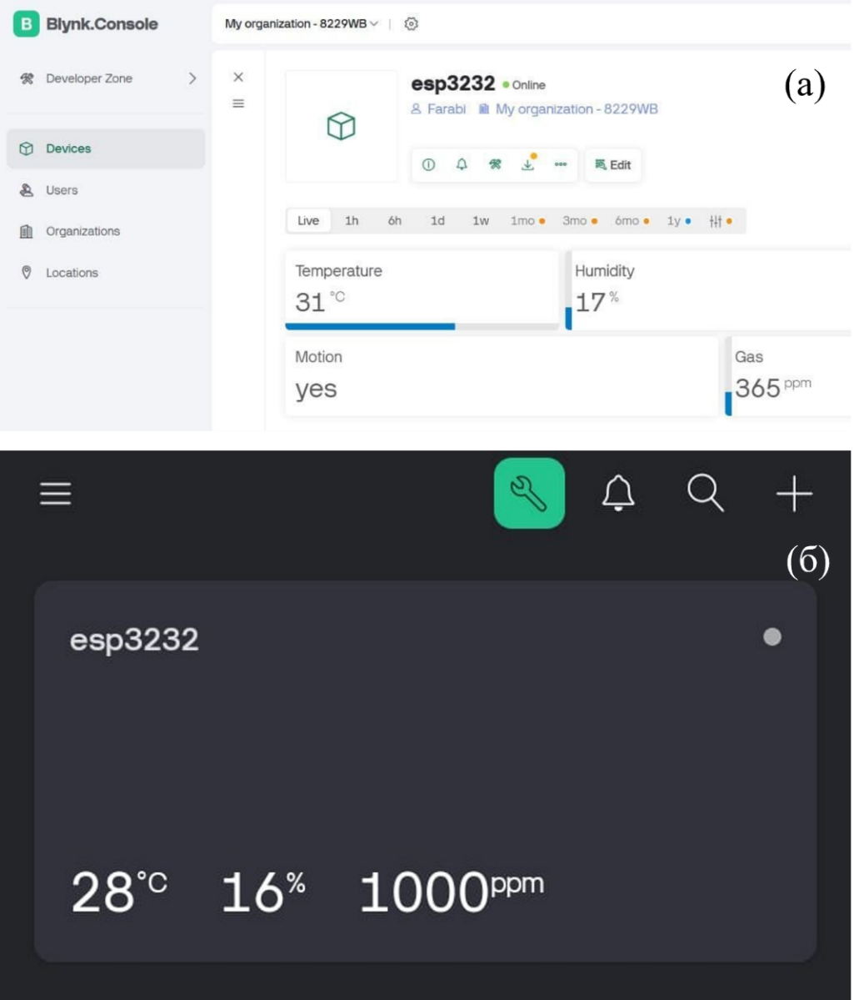 B Blynk.Console
My organization - 8229WB
Developer Zone
Devices
Users
Organizations
Locations
esp3232 Online
(а)
Farabi My organization - 8229WB
Edit
Live 1h 6h 1d 1w 1mo 3mo 6mo 1y
Temperature
31 °C
Humidity
17 %
Motion
yes
Gas
365 ppm
(б)
esp3232
28°C 16% 1000ppm